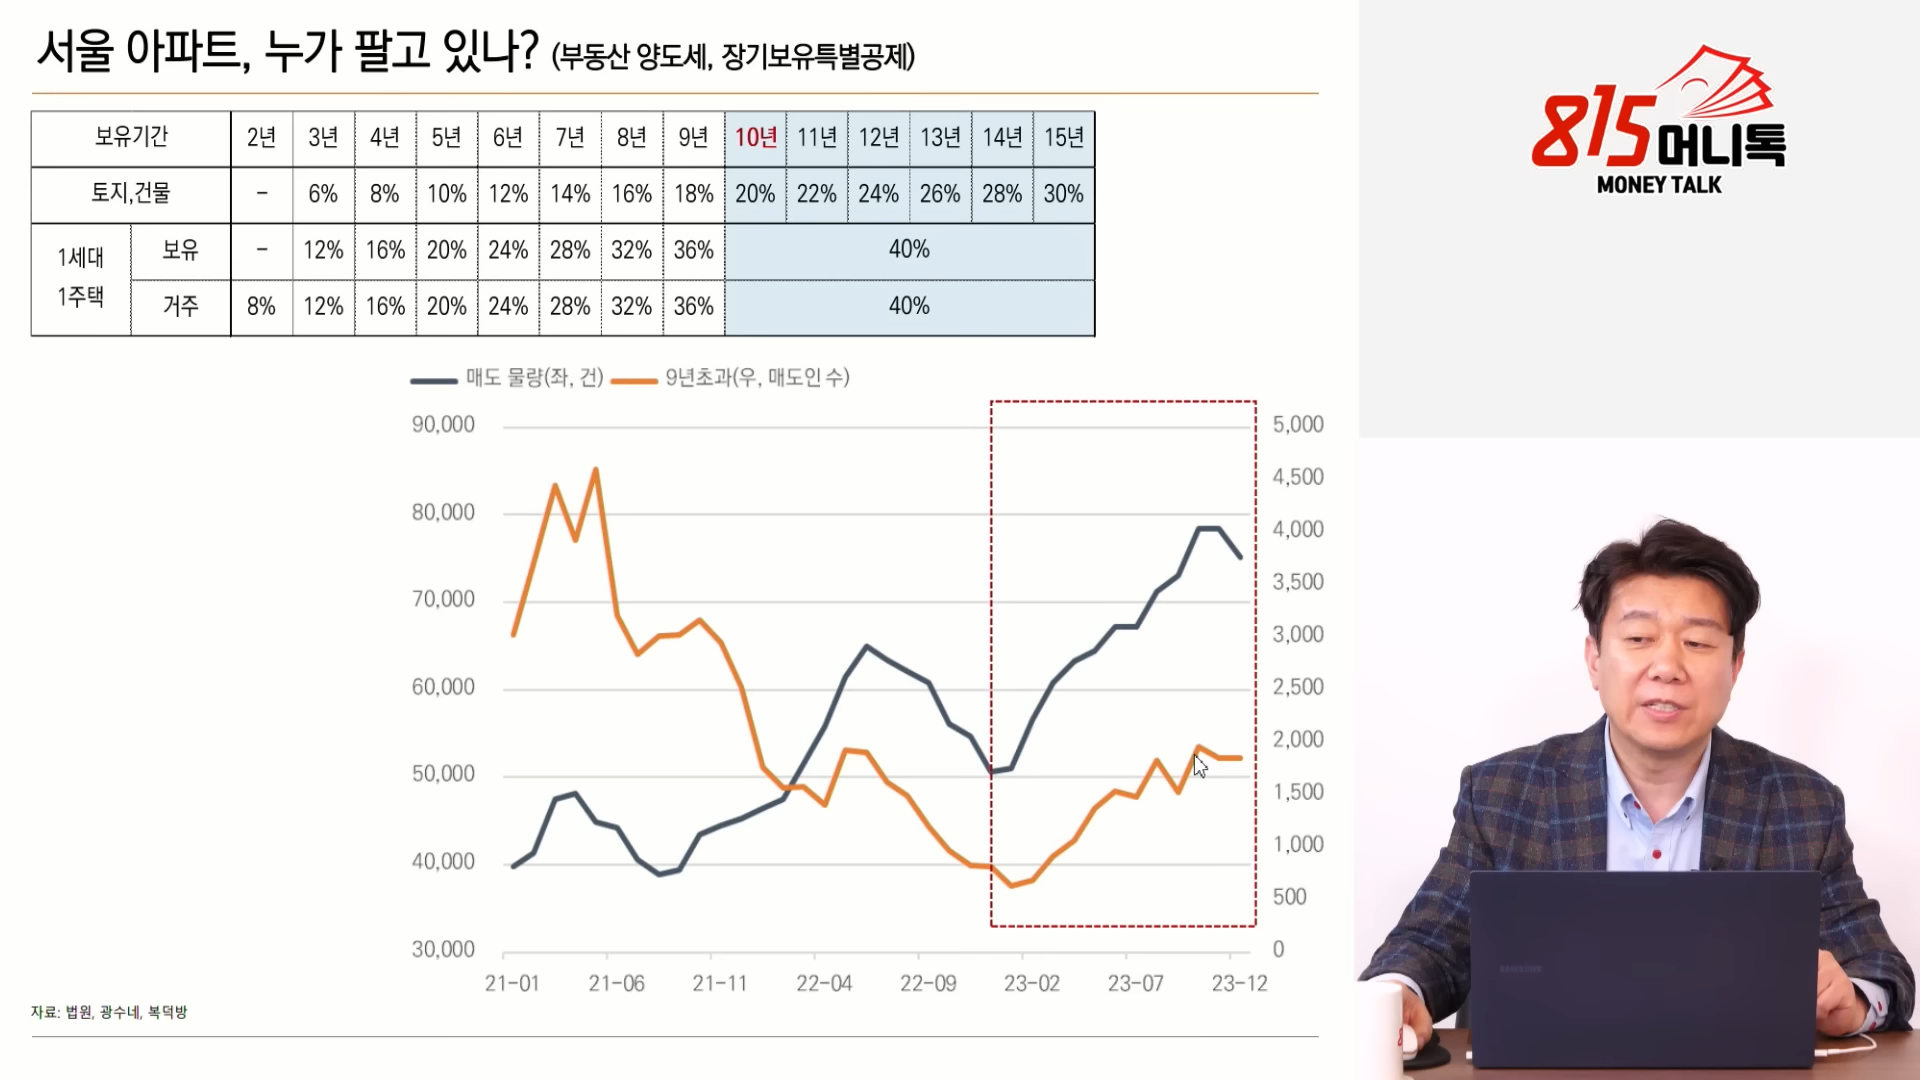 서울 아파트, 누가 팔고 있나? (부동산 양도세, 장기보유특별공제)
815머니톡
MONEY TALK
보유기간 2년 3년 4년 5년 6년 7년 8년 9년 10년 11년 12년 13년 14년 15년
토지,건물 – 6% 8% 10% 12% 14% 16% 18% 20% 22% 24% 26% 28% 30%
1세대
1주택
보유 – 12% 16% 20% 24% 28% 32% 36% 40%
거주 8% 12% 16% 20% 24% 28% 32% 36% 40%
매도 물량(좌, 건) 9년초과(우, 매도인 수)
90,000
80,000
70,000
60,000
50,000
40,000
30,000
5,000
4,500
4,000
3,500
3,000
2,500
2,000
1,500
1,000
500
0
21-01 21-06 21-11 22-04 22-09 23-02 23-07 23-12
자료: 법원, 광수네, 복덕방
SAMSUNG